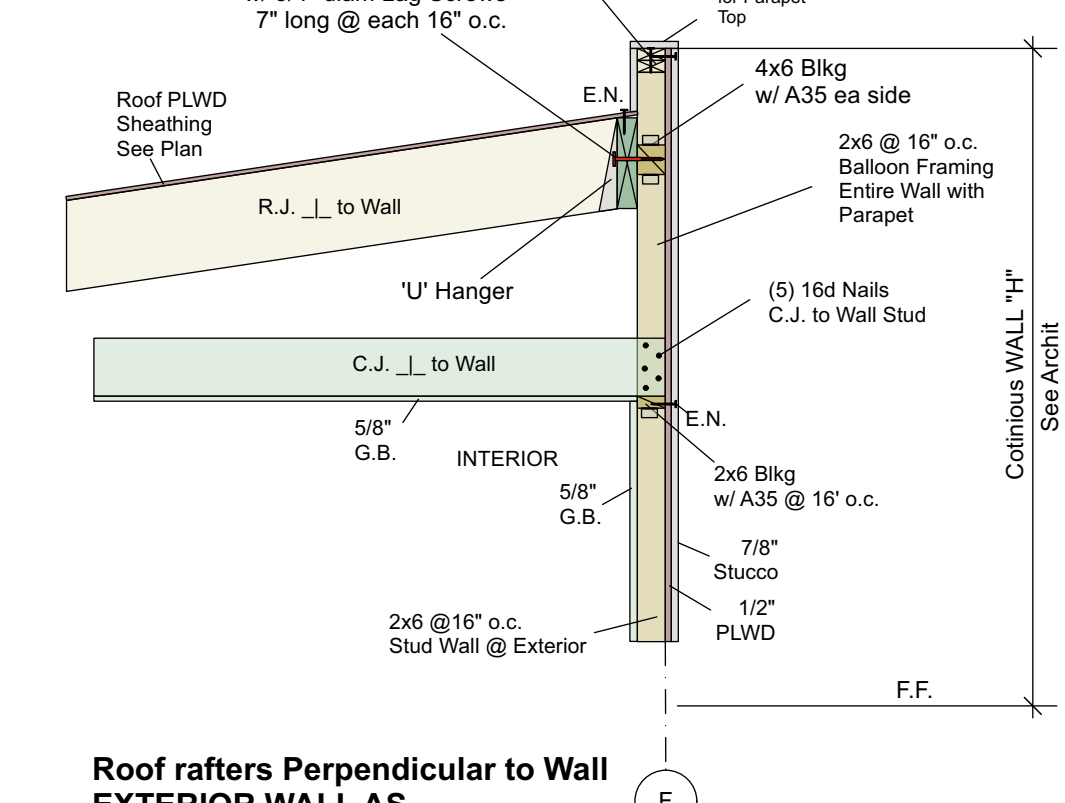 7" long @ each 16" o.c.
Top
E.N.
4x6 Blkg
w/ A35 ea side
Roof PLWD
Sheathing
See Plan
2x6 @ 16" o.c.
Balloon Framing
Entire Wall with
Parapet
R.J. _|_ to Wall
'U' Hanger
(5) 16d Nails
C.J. to Wall Stud
C.J. _|_ to Wall
Cotinious WALL "H"
See Archit
5/8"
G.B.
E.N.
INTERIOR
2x6 Blkg
w/ A35 @ 16' o.c.
5/8"
G.B.
7/8"
Stucco
1/2"
PLWD
2x6 @16" o.c.
Stud Wall @ Exterior
F.F.
Roof rafters Perpendicular to Wall
EXTERIOR WALL AS